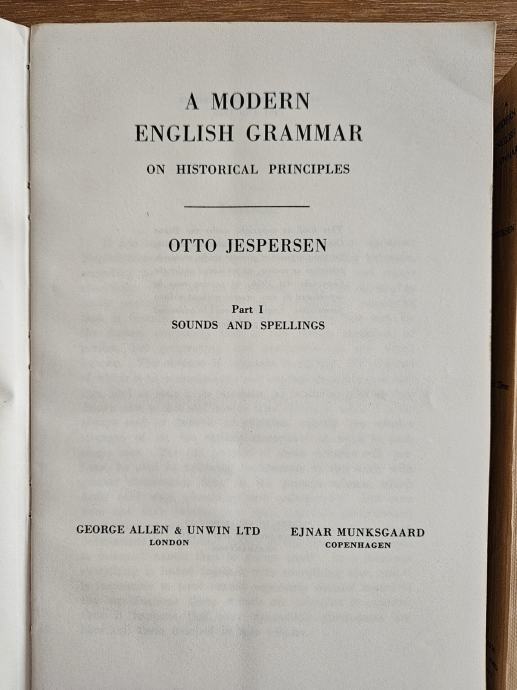 A MODERN
ENGLISH GRAMMAR
ON HISTORICAL PRINCIPLES
OTTO JESPERSEN
Part I
SOUNDS AND SPELLINGS
GEORGE ALLEN & UNWIN LTD
LONDON
EJNAR MUNKSGAARD
COPENHAGEN